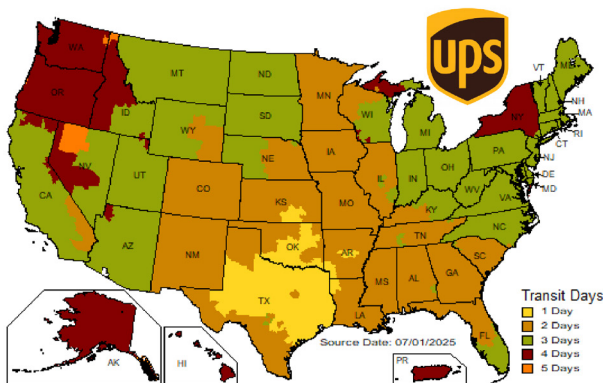 ups
WA
OR
ID
MT
ND
SD
WY
NE
MN
WI
MI
IA
IL
IN
OH
PA
NY
VT
ME
NH
MA
RI
CT
NJ
DE
MD
WV
VA
KY
NC
TN
SC
GA
AL
MS
LA
AR
MO
KS
OK
TX
NM
CO
UT
NV
CA
AZ
FL
AK
HI
PR
Source Date: 07/01/2025
Transit Days
1 Day
2 Days
3 Days
4 Days
5 Days